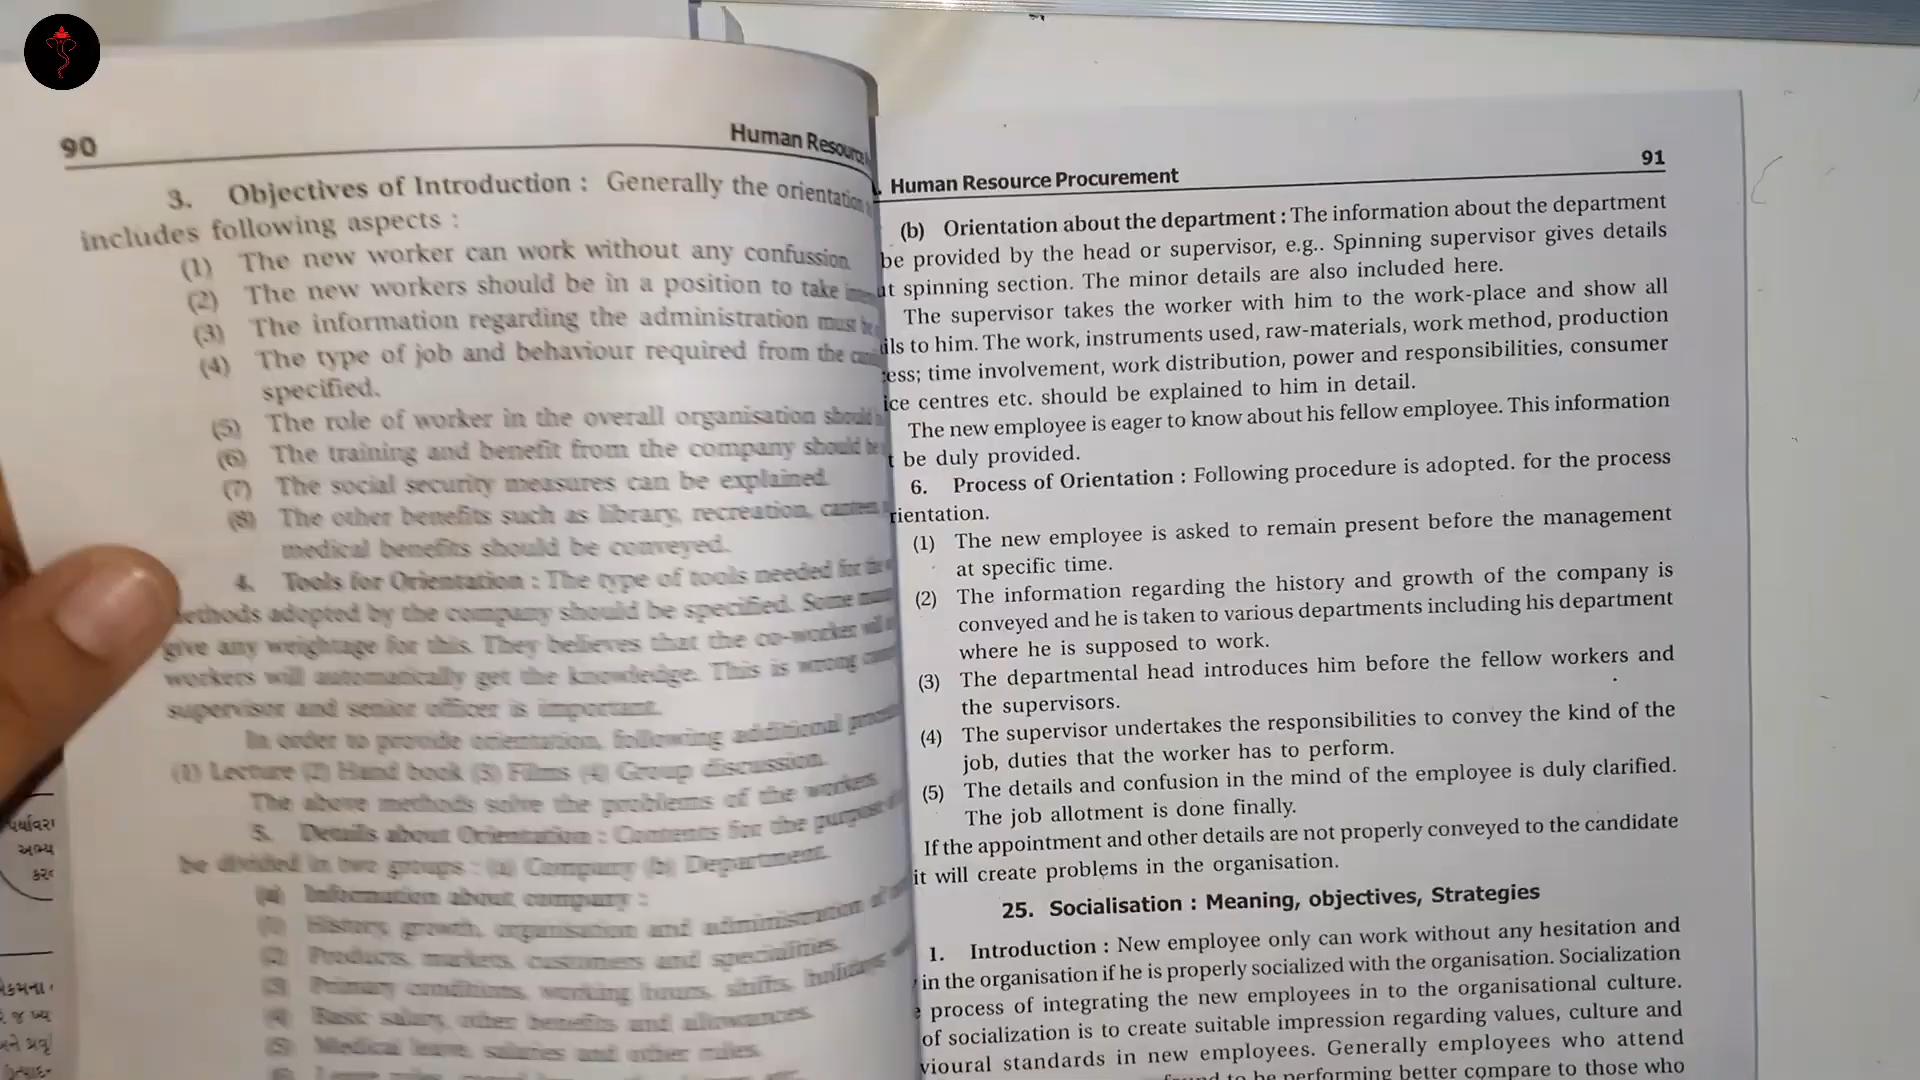 90
Human Resource
3. Objectives of Introduction : Generally the orientation
includes following aspects :
(1) The new worker can work without any confussion
(2) The new workers should be in a position to take
(3) The information regarding the administration must be
(4) The type of job and behaviour required from the
specified.
(5) The role of worker in the overall organisation should
(6) The training and benefit from the company should be
(7) The social security measures can be explained.
(8) The other benefits such as library, recreation, canteen
medical benefits should be conveyed.
4. Tools for Orientation : The type of tools needed for the
ethods adopted by the company should be specified. Some
give any weightage for this. They believes that the co-worker will
workers will automatically get the knowledge. This is wrong
supervisor and senior officer is important.
In order to provide orientation, following additional
(1) Lecture (2) Hand book (3) Films (4) Group discussion.
The above methods solve the problems of the workers.
5. Details about Orientation : Contents for the purpose
be divided in two groups : (a) Company (b) Department.
(a) Information about company :
(1) History, growth, organisation and administration of
(2) Products, markets, customers and specialities.
(3) Primary conditions, working hours, shifts, holidays
(4) Basic salary, other benefits and allowances.
(5) Medical leave, salaries and other rules.
Human Resource Procurement
91
(b) Orientation about the department : The information about the department
be provided by the head or supervisor, e.g.. Spinning supervisor gives details
ut spinning section. The minor details are also included here.
The supervisor takes the worker with him to the work-place and show all
ils to him. The work, instruments used, raw-materials, work method, production
ess; time involvement, work distribution, power and responsibilities, consumer
ice centres etc. should be explained to him in detail.
The new employee is eager to know about his fellow employee. This information
t be duly provided.
6. Process of Orientation : Following procedure is adopted. for the process
rientation.
(1) The new employee is asked to remain present before the management
at specific time.
(2) The information regarding the history and growth of the company is
conveyed and he is taken to various departments including his department
where he is supposed to work.
(3) The departmental head introduces him before the fellow workers and
the supervisors.
(4) The supervisor undertakes the responsibilities to convey the kind of the
job, duties that the worker has to perform.
(5) The details and confusion in the mind of the employee is duly clarified.
The job allotment is done finally.
If the appointment and other details are not properly conveyed to the candidate
it will create problems in the organisation.
25. Socialisation : Meaning, objectives, Strategies
1. Introduction : New employee only can work without any hesitation and
in the organisation if he is properly socialized with the organisation. Socialization
process of integrating the new employees in to the organisational culture.
of socialization is to create suitable impression regarding values, culture and
vioural standards in new employees. Generally employees who attend
to be performing better compare to those who